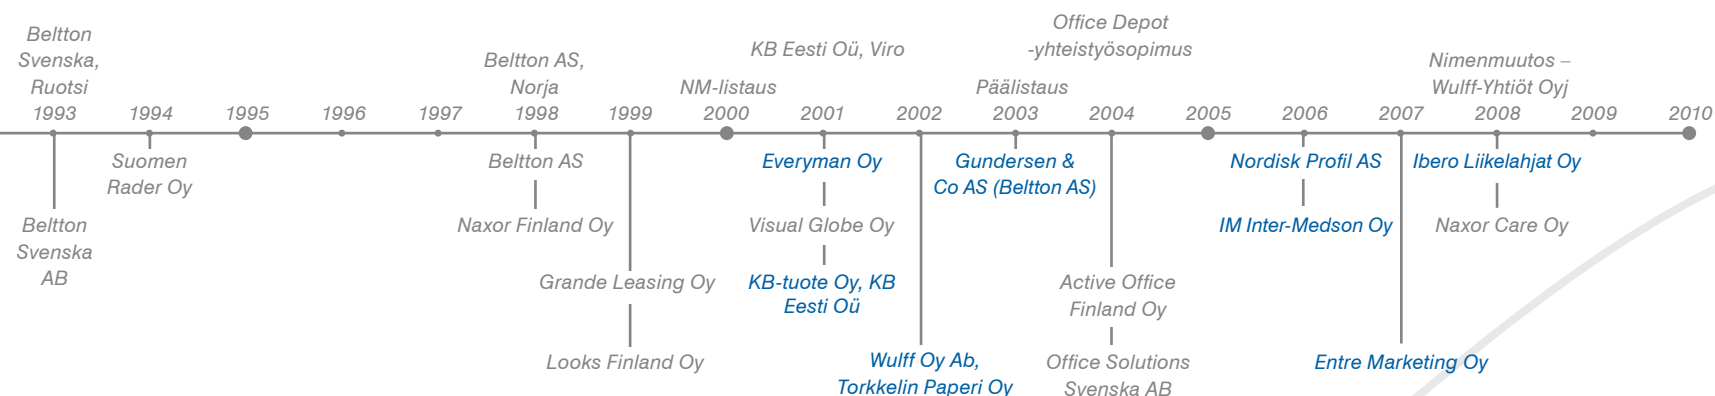 Beltton
Svenska,
Ruotsi
Beltton AS,
Norja
NM-listaus
KB Eesti Oü, Viro
Päälistaus
Office Depot
-yhteistyösopimus
Nimenmuutos –
Wulff-Yhtiöt Oyj
1993 1994 1995 1996 1997 1998 1999 2000 2001 2002 2003 2004 2005 2006 2007 2008 2009 2010
Beltton
Svenska
AB
Suomen
Rader Oy
Beltton AS
Naxor Finland Oy
Grande Leasing Oy
Looks Finland Oy
Everyman Oy
Visual Globe Oy
KB-tuote Oy, KB
Eesti Oü
Wulff Oy Ab,
Torkkelin Paperi Oy
Gundersen &
Co AS (Beltton AS)
Active Office
Finland Oy
Office Solutions
Svenska AB
Nordisk Profil AS
IM Inter-Medson Oy
Entre Marketing Oy
Ibero Liikelahjat Oy
Naxor Care Oy